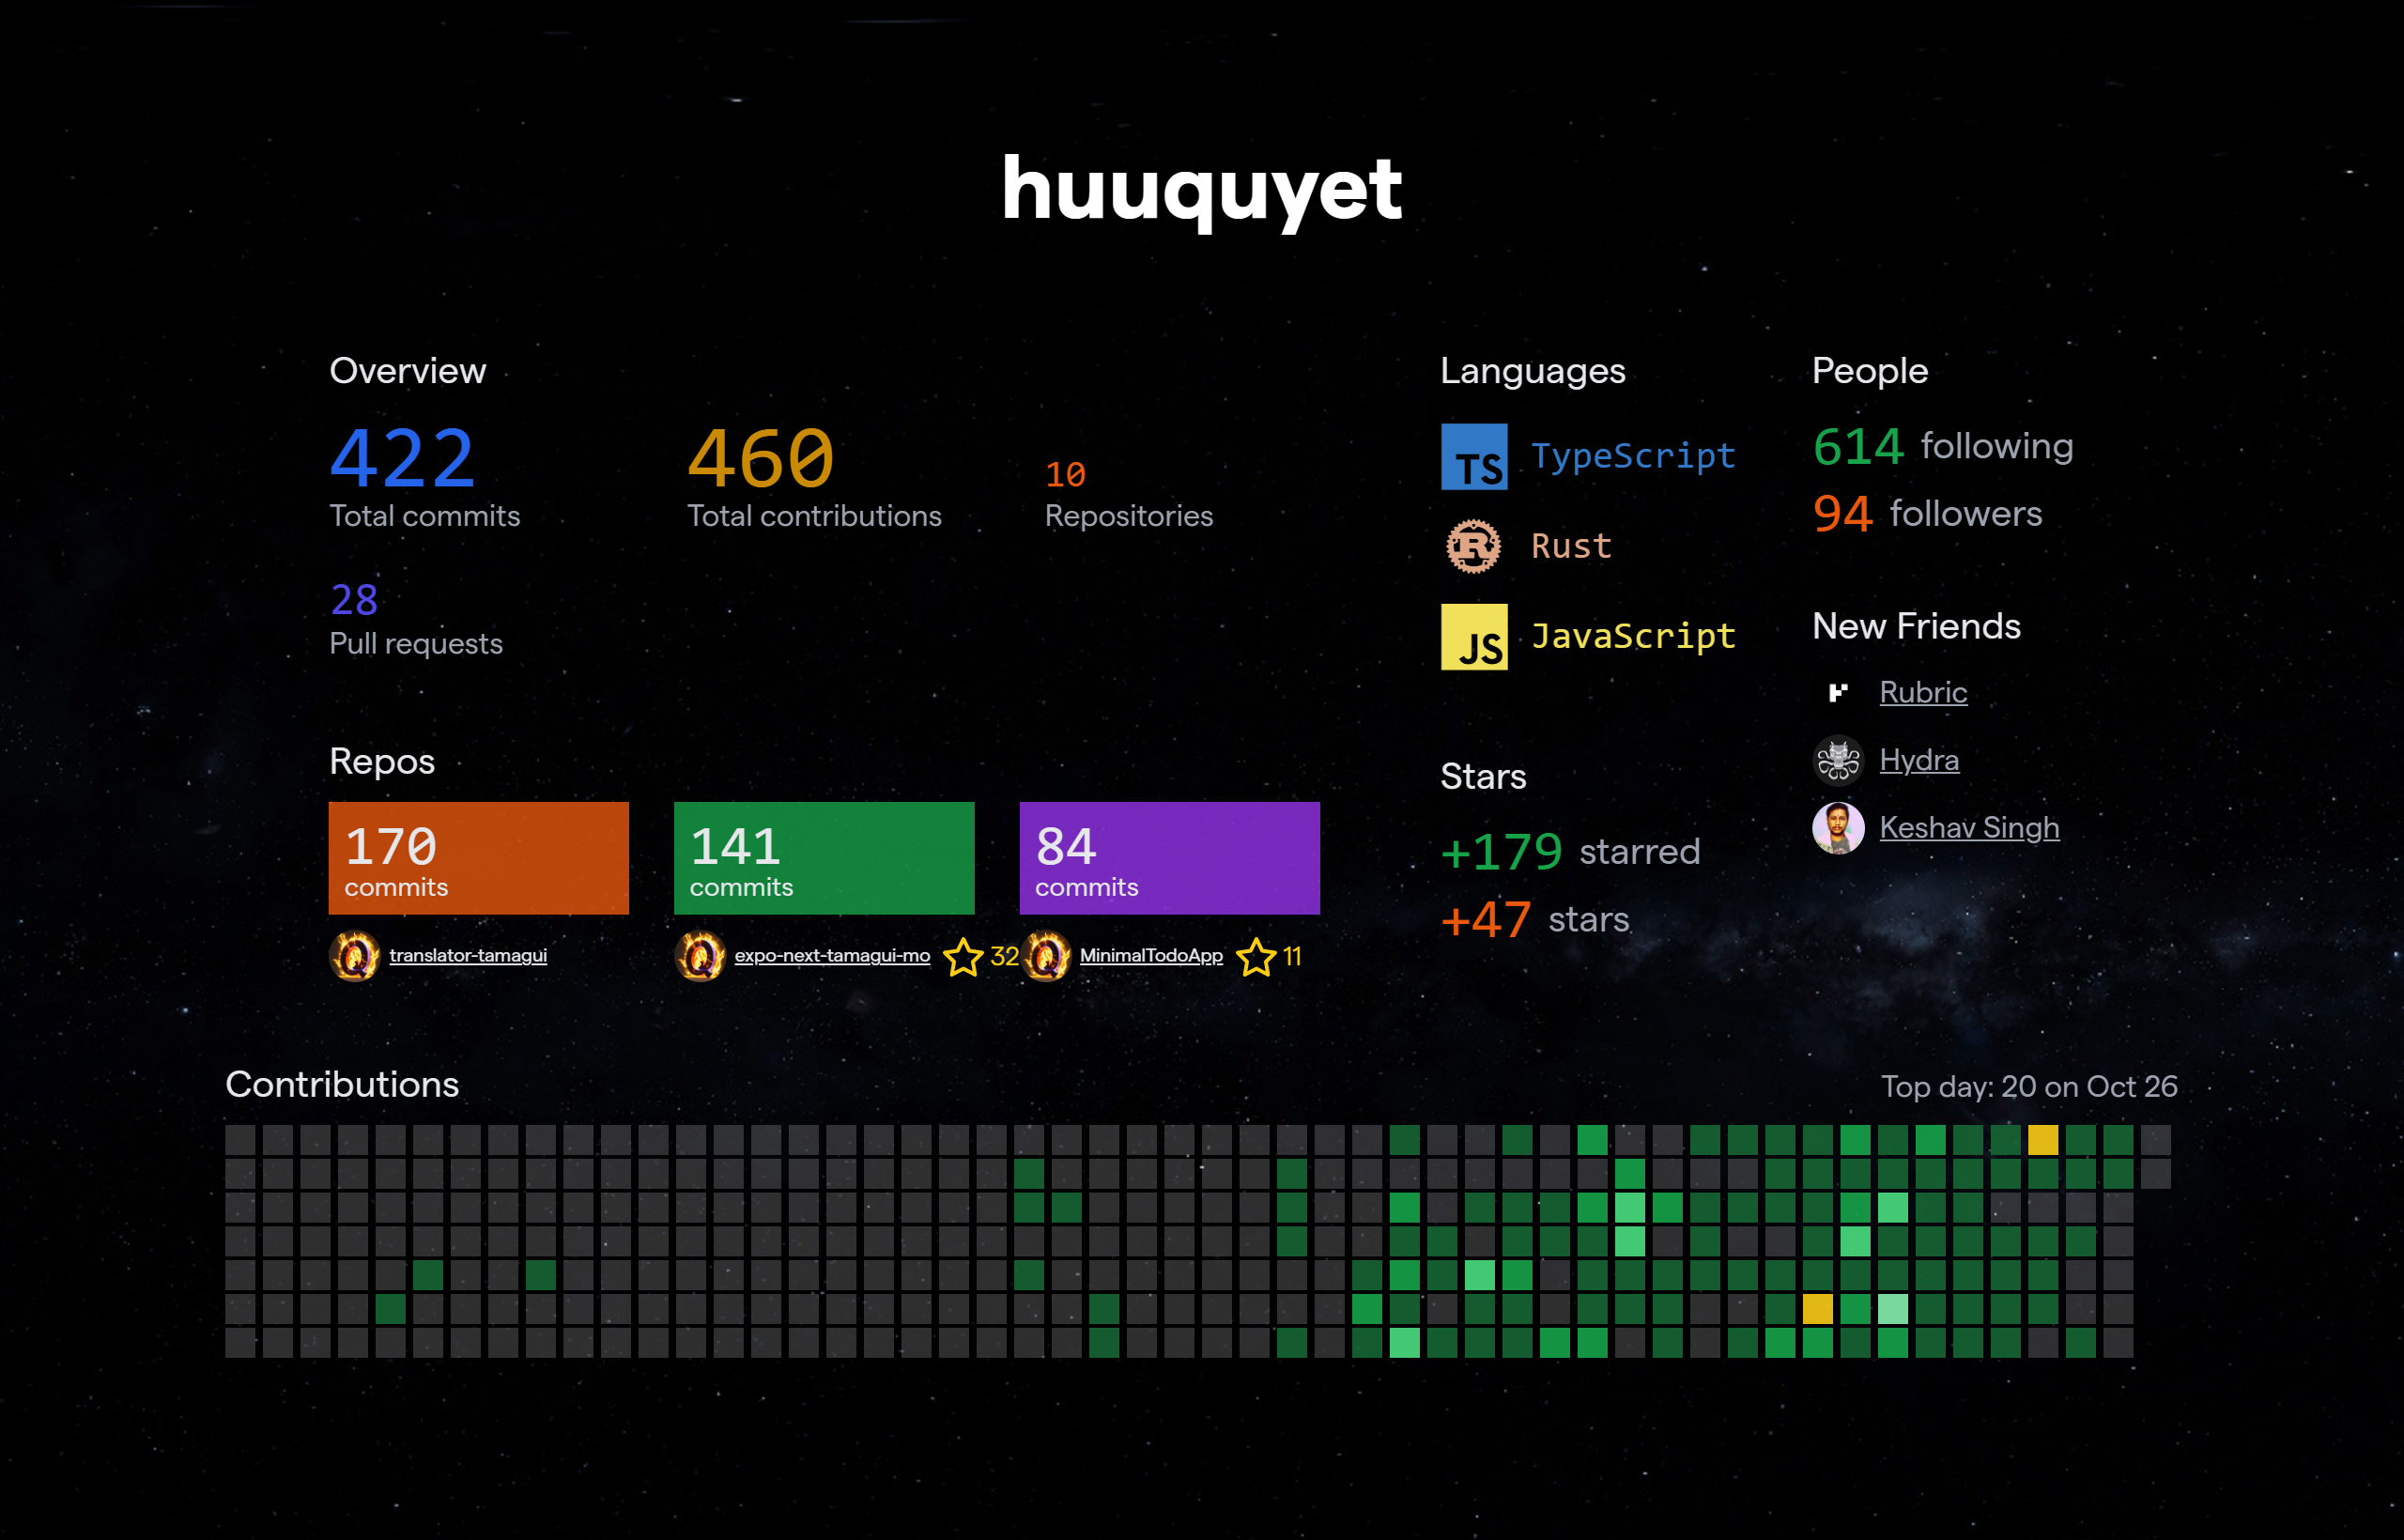 huuquyet
Overview
422
Total commits
460
Total contributions
10
Repositories
28
Pull requests
Languages
TS TypeScript
R Rust
JS JavaScript
People
614 following
94 followers
New Friends
Rubric
Hydra
Keshav Singh
Repos
170
commits
translator-tamagui
141
commits
expo-next-tamagui-mo 32
84
commits
MinimalTodoApp 11
Stars
+179 starred
+47 stars
Contributions
Top day: 20 on Oct 26